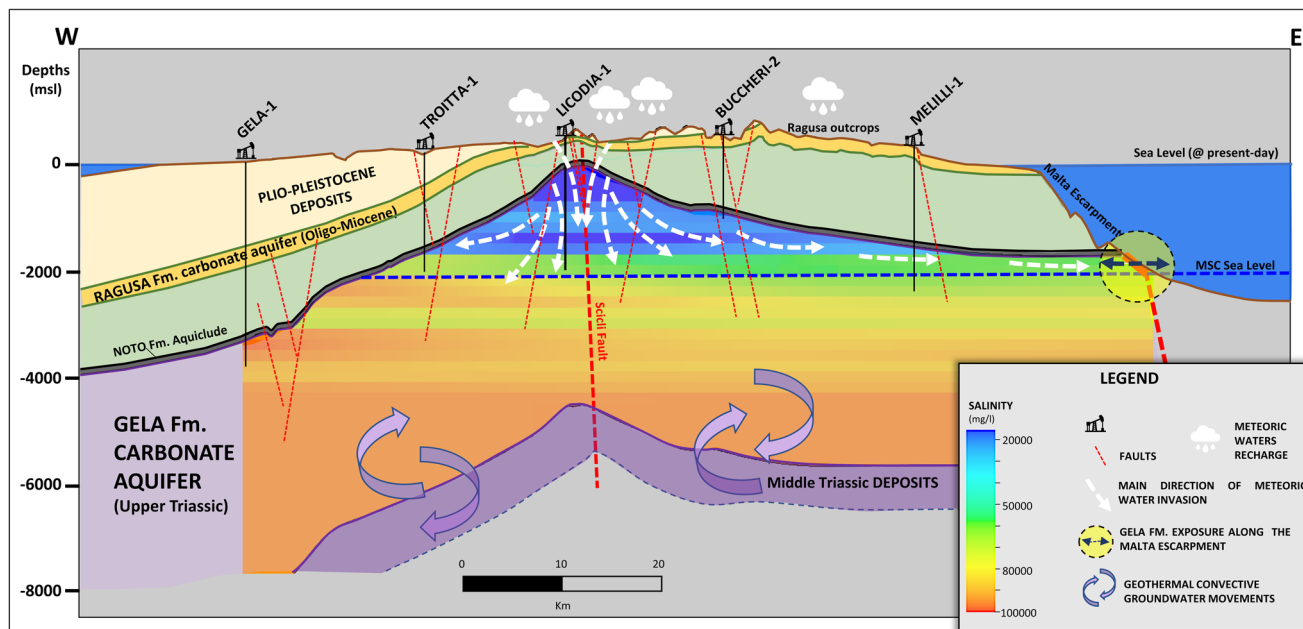 W
E
Depths
(msl)
GELA-1
TROITTA-1
LICODIA-1
BUCCHERI-2
MELILLI-1
Ragusa outcrops
Sea Level (@ present-day)
0
-2000
-4000
-6000
-8000
PLIO-PLEISTOCENE
DEPOSITS
RAGUSA Fm. carbonate aquifer (Oligo-Miocene)
NOTO Fm. Aquiclude
Malta Escarpment
MSC Sea Level
Scicli Fault
GELA Fm.
CARBONATE
AQUIFER
(Upper Triassic)
Middle Triassic DEPOSITS
0
10
20
Km
LEGEND
SALINITY
(mg/l)
20000
50000
80000
100000
METEORIC
WATERS
RECHARGE
FAULTS
MAIN DIRECTION OF METEORIC
WATER INVASION
GELA FM. EXPOSURE ALONG THE
MALTA ESCARPMENT
GEOTHERMAL CONVECTIVE
GROUNDWATER MOVEMENTS